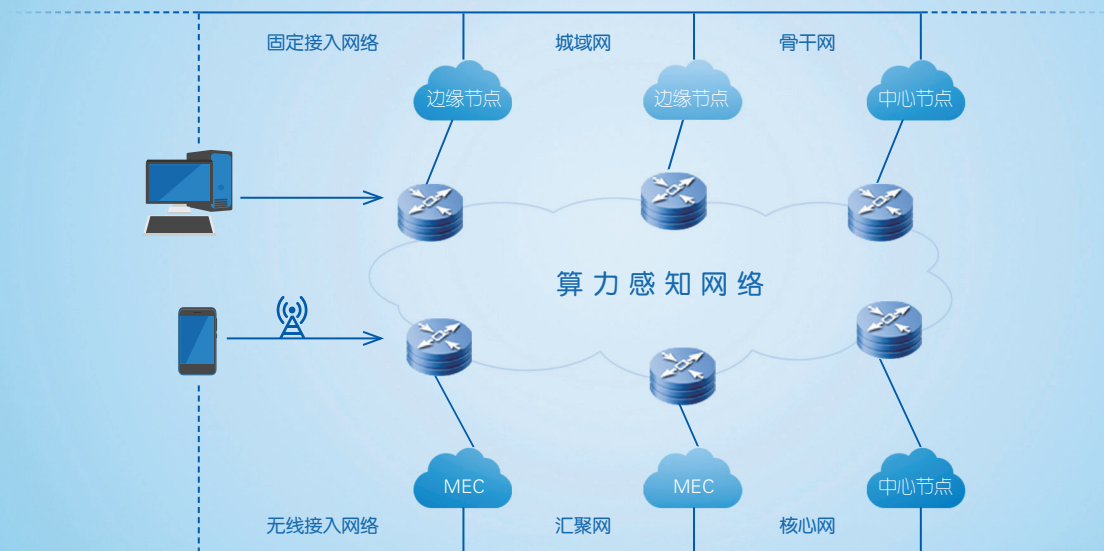 固定接入网络
城域网
骨干网
边缘节点
边缘节点
中心节点
算力感知网络
MEC
MEC
中心节点
无线接入网络
汇聚网
核心网